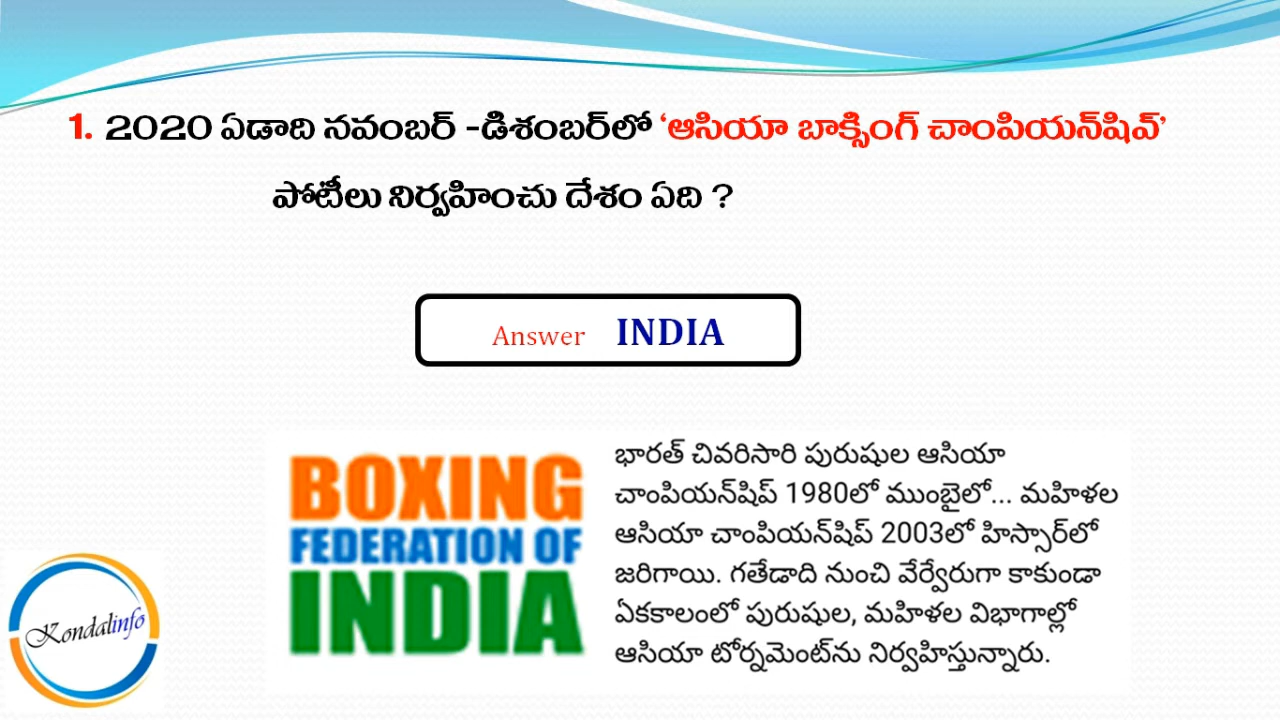 1. 2020 ఏడాది నవంబర్ -డిశంబర్‌లో ‘ఆసియా బాక్సింగ్ చాంపియన్‌షివ్’
పోటీలు నిర్వహించు దేశం ఏది ?
Answer INDIA
BOXING
FEDERATION OF
INDIA
భారత్ చివరిసారి పురుషుల ఆసియా
చాంపియన్‌షిప్ 1980లో ముంబైలో... మహిళల
ఆసియా చాంపియన్‌షిప్ 2003లో హిస్సార్‌లో
జరిగాయి. గతేడాది నుంచి వేర్వేరుగా కాకుండా
ఏకకాలంలో పురుషుల, మహిళల విభాగాల్లో
ఆసియా టోర్నమెంట్‌ను నిర్వహిస్తున్నారు.
Kondalinfo